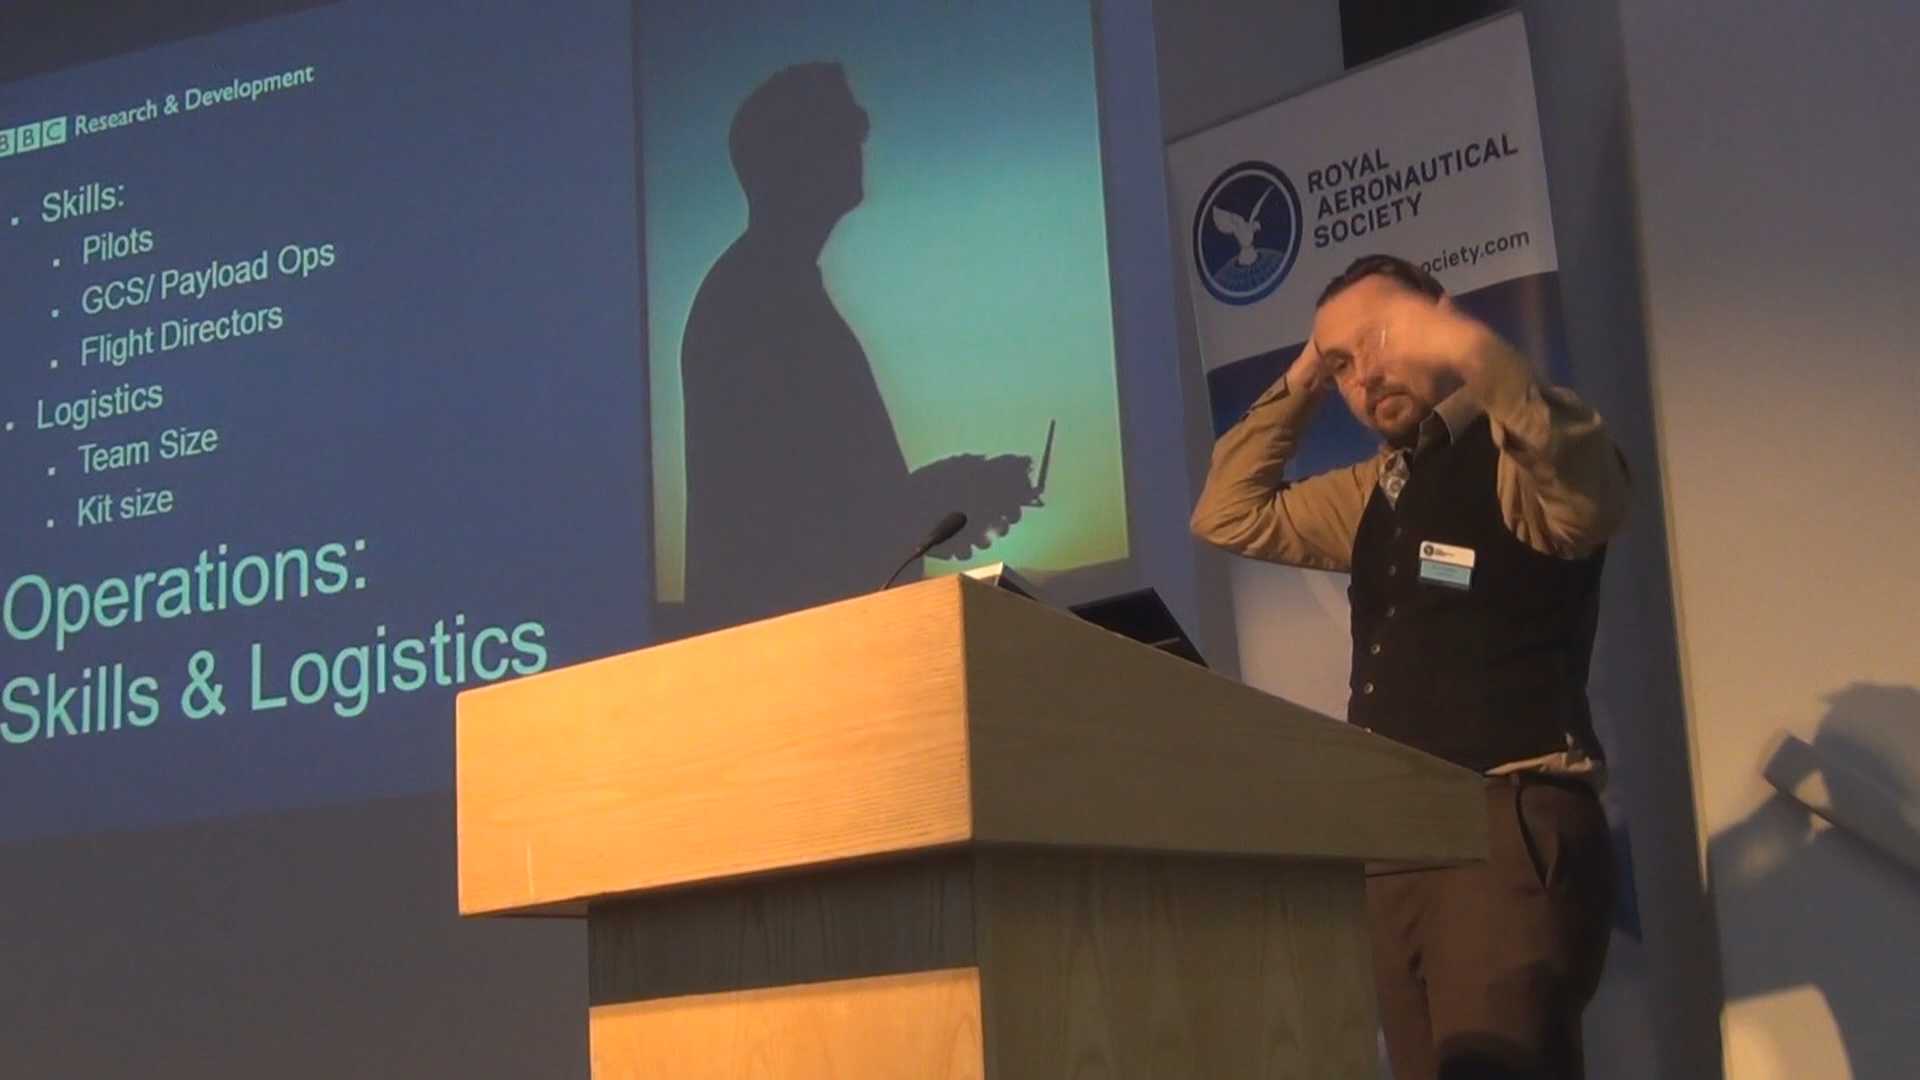 BBC Research & Development
Skills:
Pilots
GCS/ Payload Ops
Flight Directors
Logistics
Team Size
Kit size
Operations:
Skills & Logistics
ROYAL
AERONAUTICAL
SOCIETY
ociety.com